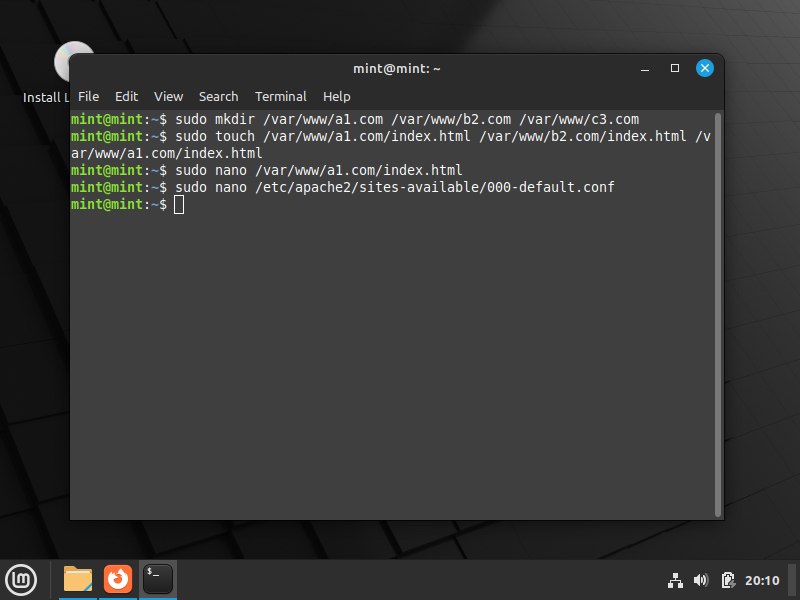 Install L
mint@mint: ~
File Edit View Search Terminal Help
mint@mint:~$ sudo mkdir /var/www/a1.com /var/www/b2.com /var/www/c3.com
mint@mint:~$ sudo touch /var/www/a1.com/index.html /var/www/b2.com/index.html /v
ar/www/a1.com/index.html
mint@mint:~$ sudo nano /var/www/a1.com/index.html
mint@mint:~$ sudo nano /etc/apache2/sites-available/000-default.conf
mint@mint:~$
$_
20:10